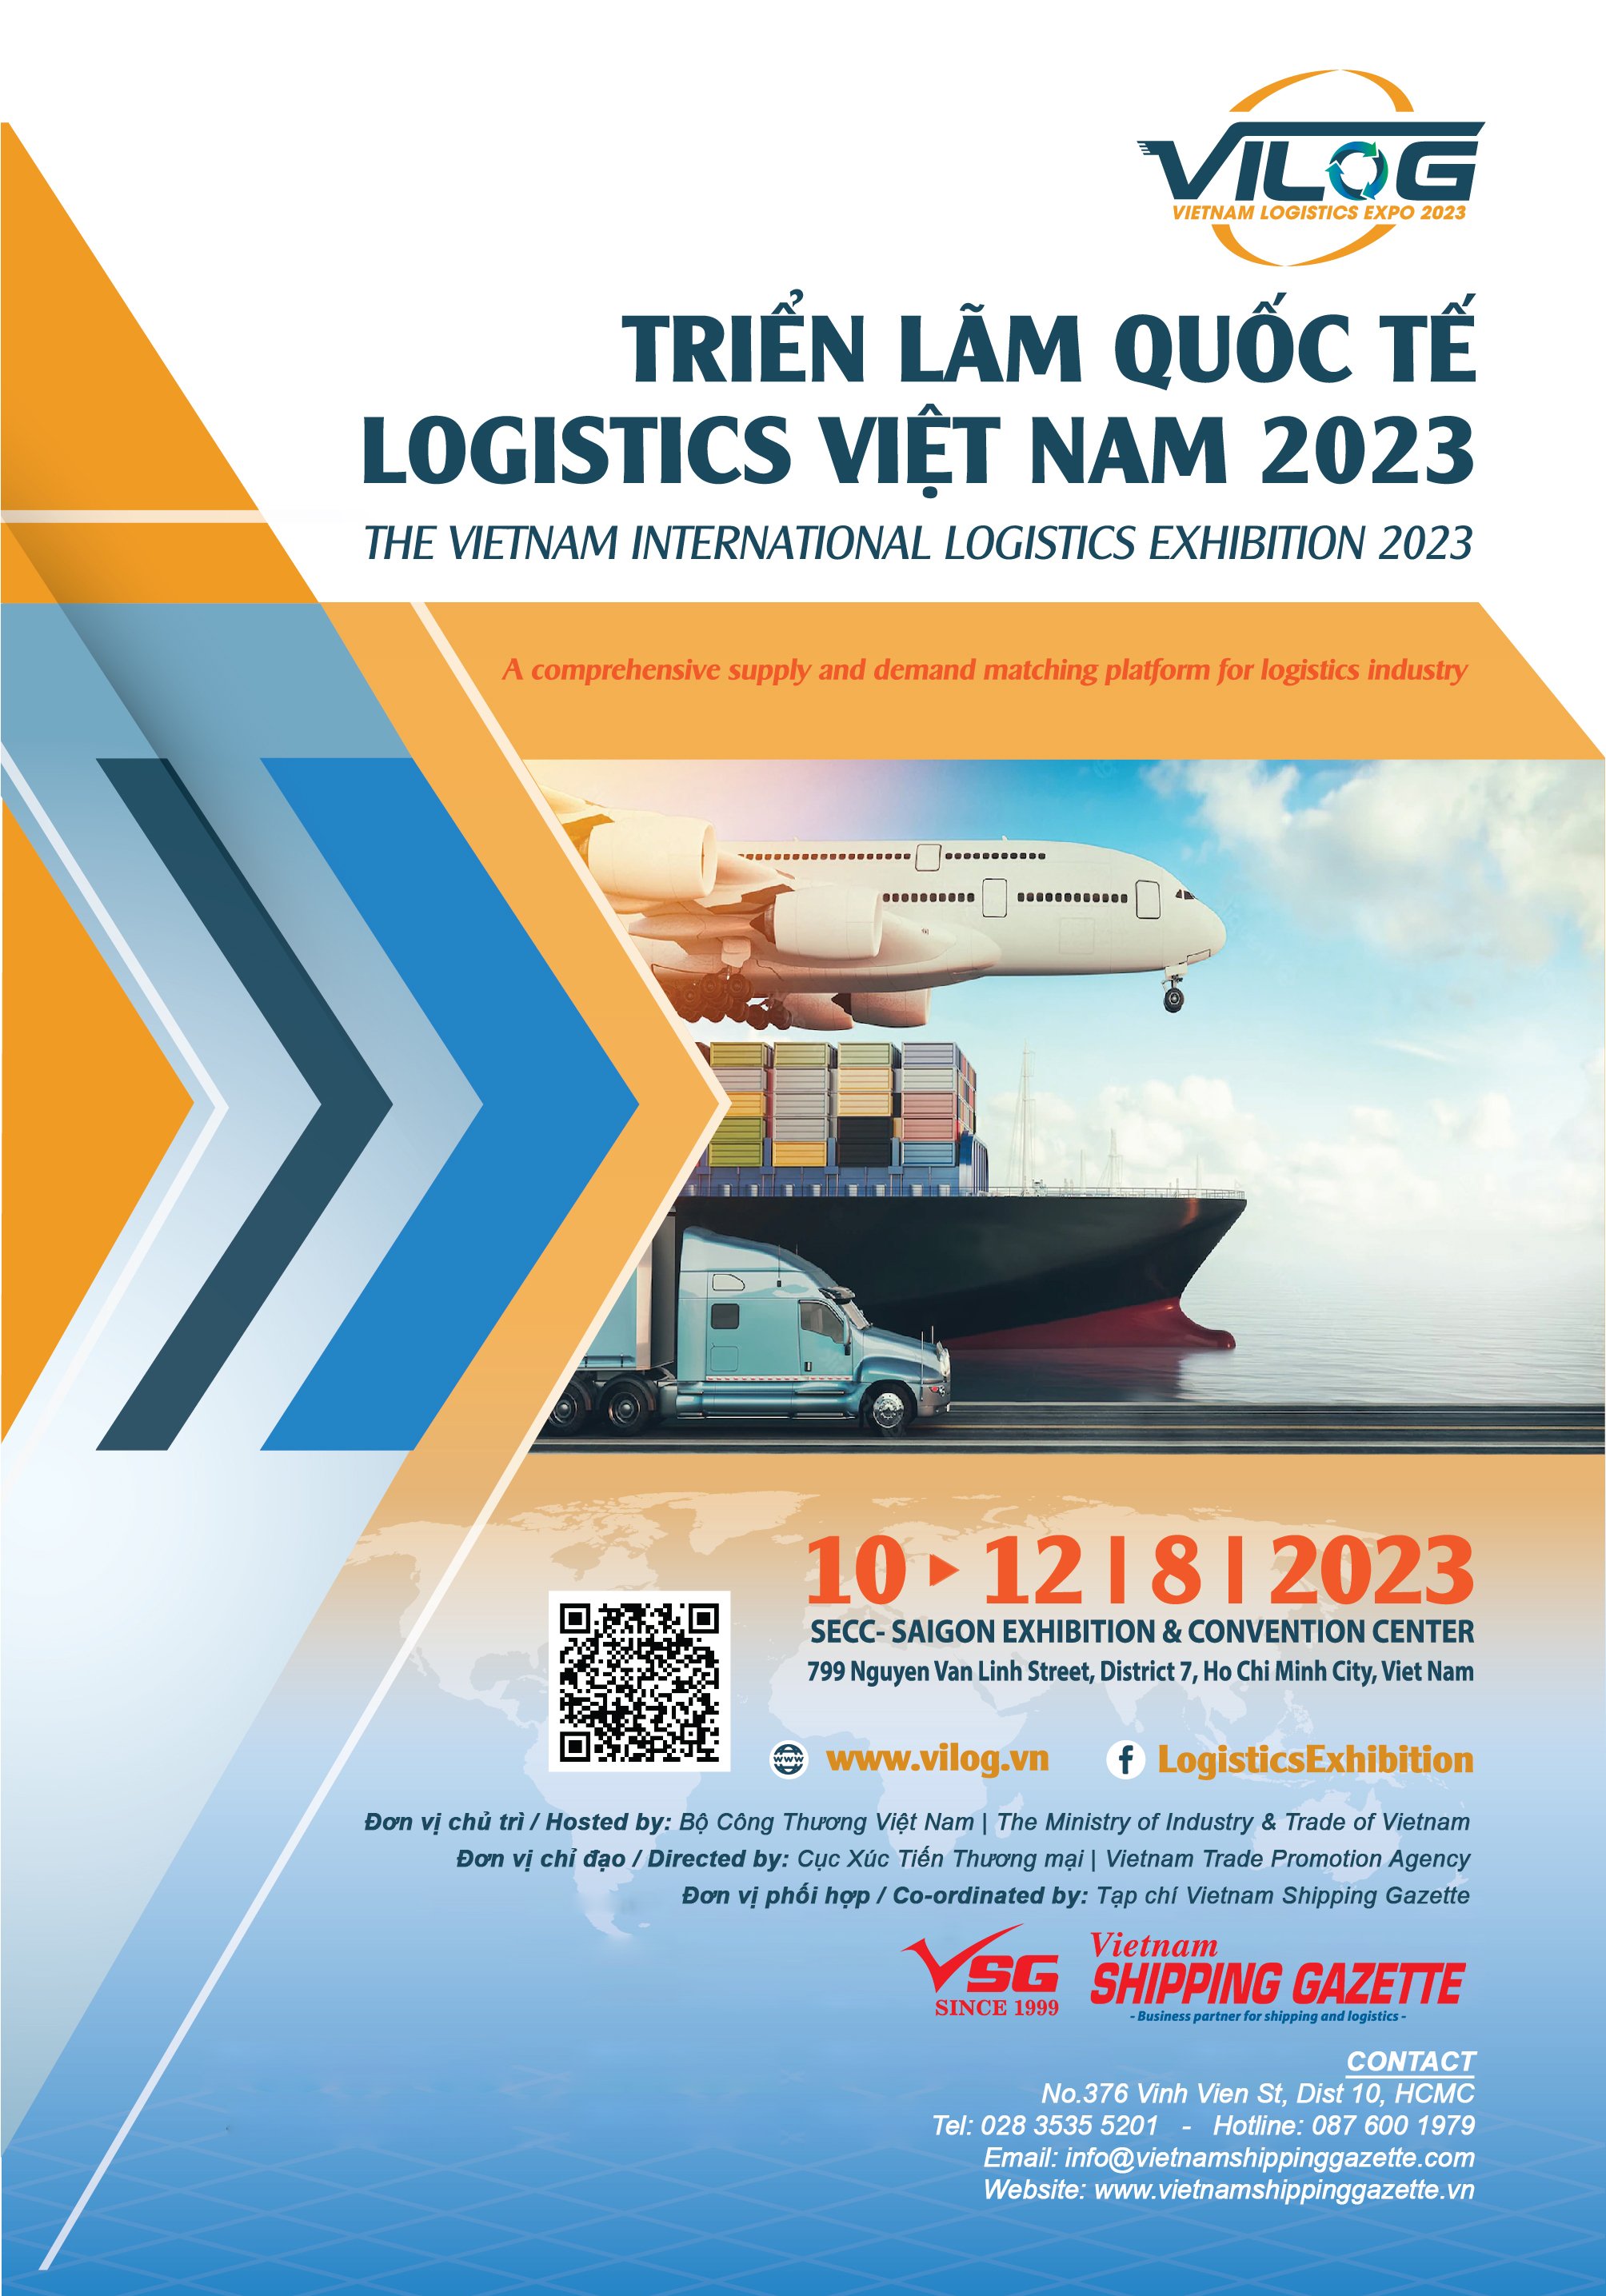 VILOG
VIETNAM LOGISTICS EXPO 2023
TRIỂN LÃM QUỐC TẾ
LOGISTICS VIỆT NAM 2023
THE VIETNAM INTERNATIONAL LOGISTICS EXHIBITION 2023
A comprehensive supply and demand matching platform for logistics industry
10 ▶ 12 | 8 | 2023
SECC- SAIGON EXHIBITION & CONVENTION CENTER
799 Nguyen Van Linh Street, District 7, Ho Chi Minh City, Viet Nam
www www.vilog.vn f LogisticsExhibition
Đơn vị chủ trì / Hosted by: Bộ Công Thương Việt Nam | The Ministry of Industry & Trade of Vietnam
Đơn vị chỉ đạo / Directed by: Cục Xúc Tiến Thương mại | Vietnam Trade Promotion Agency
Đơn vị phối hợp / Co-ordinated by: Tạp chí Vietnam Shipping Gazette
VSG
SINCE 1999
Vietnam
SHIPPING GAZETTE
- Business partner for shipping and logistics -
CONTACT
No.376 Vinh Vien St, Dist 10, HCMC
Tel: 028 3535 5201 - Hotline: 087 600 1979
Email: info@vietnamshippinggazette.com
Website: www.vietnamshippinggazette.vn